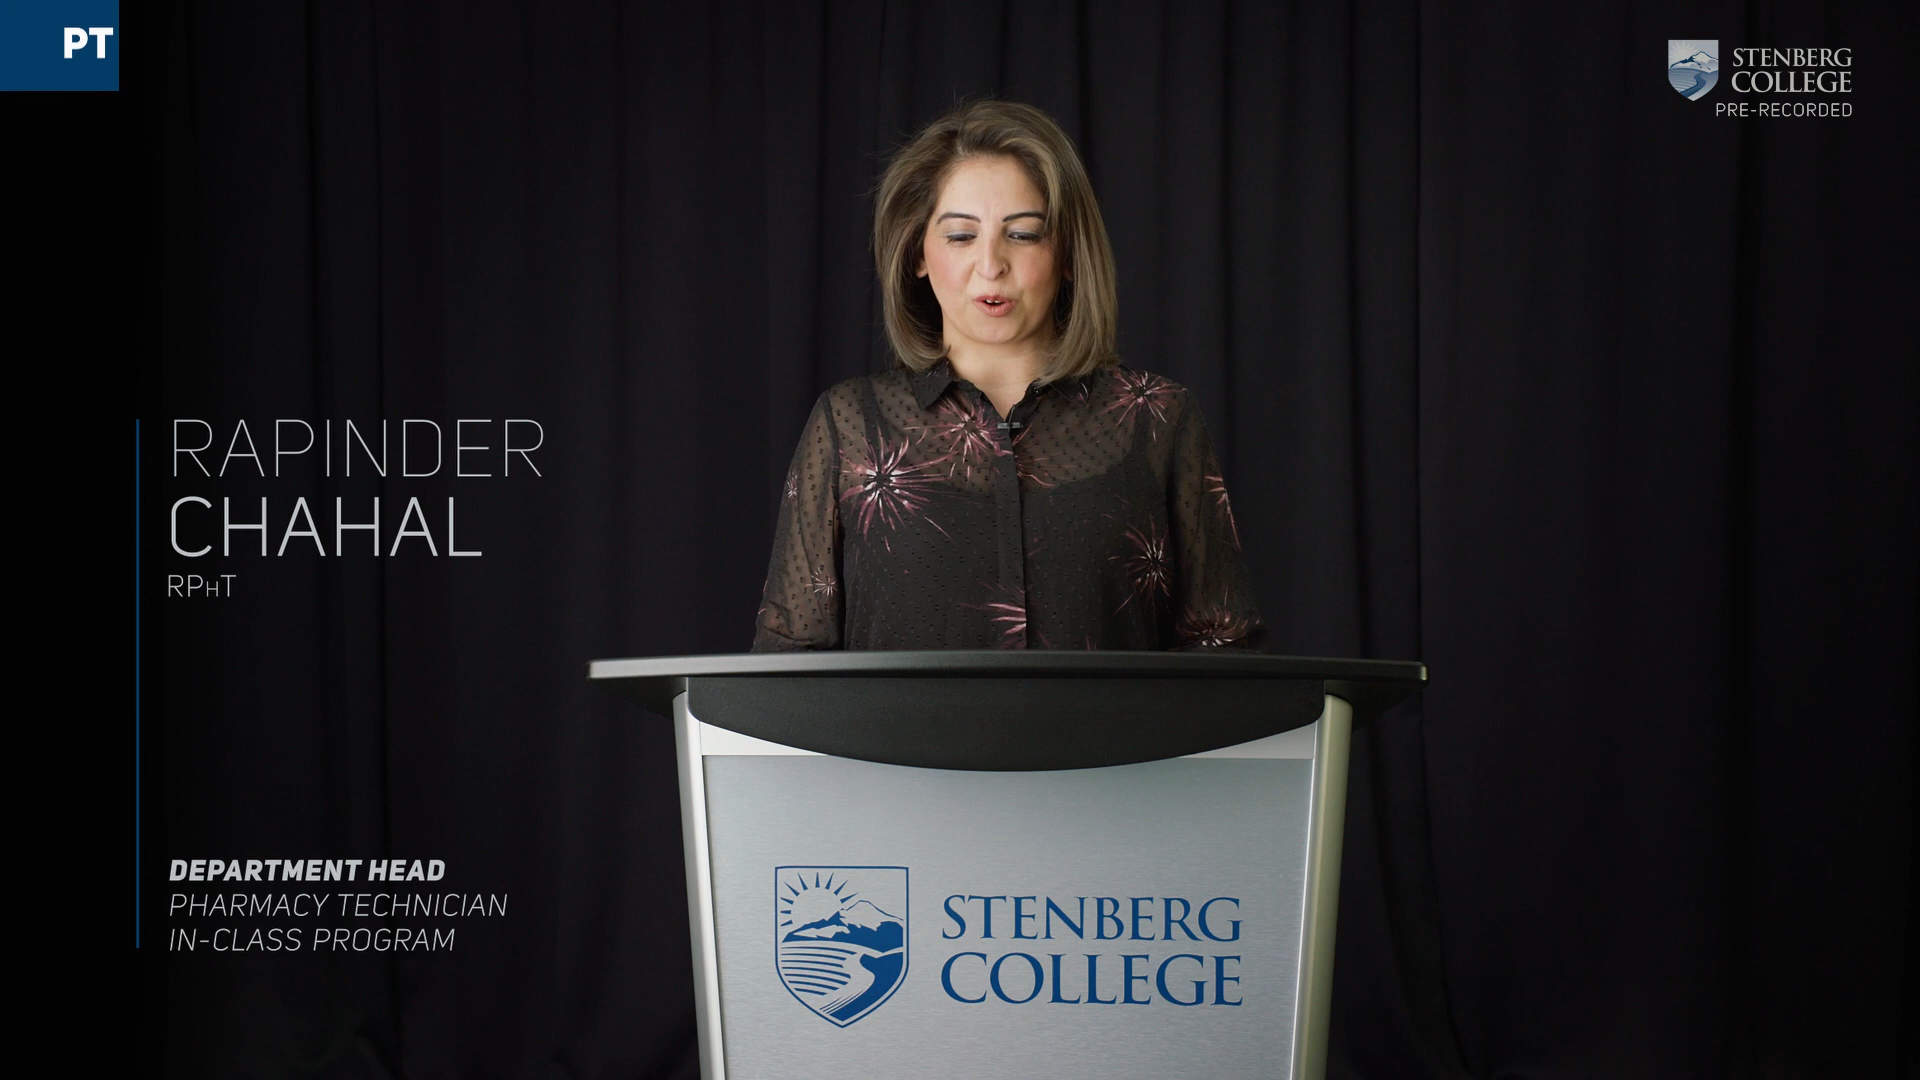 PT
STENBERG
COLLEGE
PRE-RECORDED
RAPINDER
CHAHAL
RPHT
DEPARTMENT HEAD
PHARMACY TECHNICIAN
IN-CLASS PROGRAM
STENBERG
COLLEGE